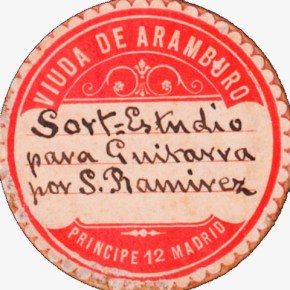 VIUDA DE ARAMBURO
Sort=Estudio
para Guitarra
por S. Ramirez
PRINCIPE 12 MADRID